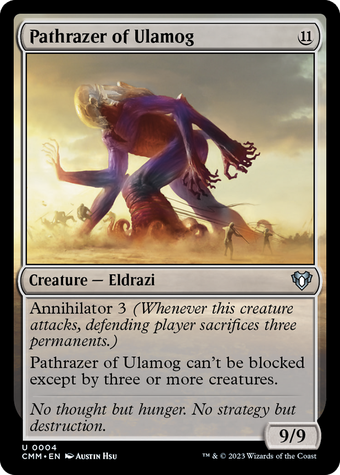 Pathrazer of Ulamog 11
Creature — Eldrazi
Annihilator 3 (Whenever this creature
attacks, defending player sacrifices three
permanents.)
Pathrazer of Ulamog can't be blocked
except by three or more creatures.
No thought but hunger. No strategy but
destruction.
9/9
U 0004
CMM • EN Austin Hsu
™ & © 2023 Wizards of the Coast